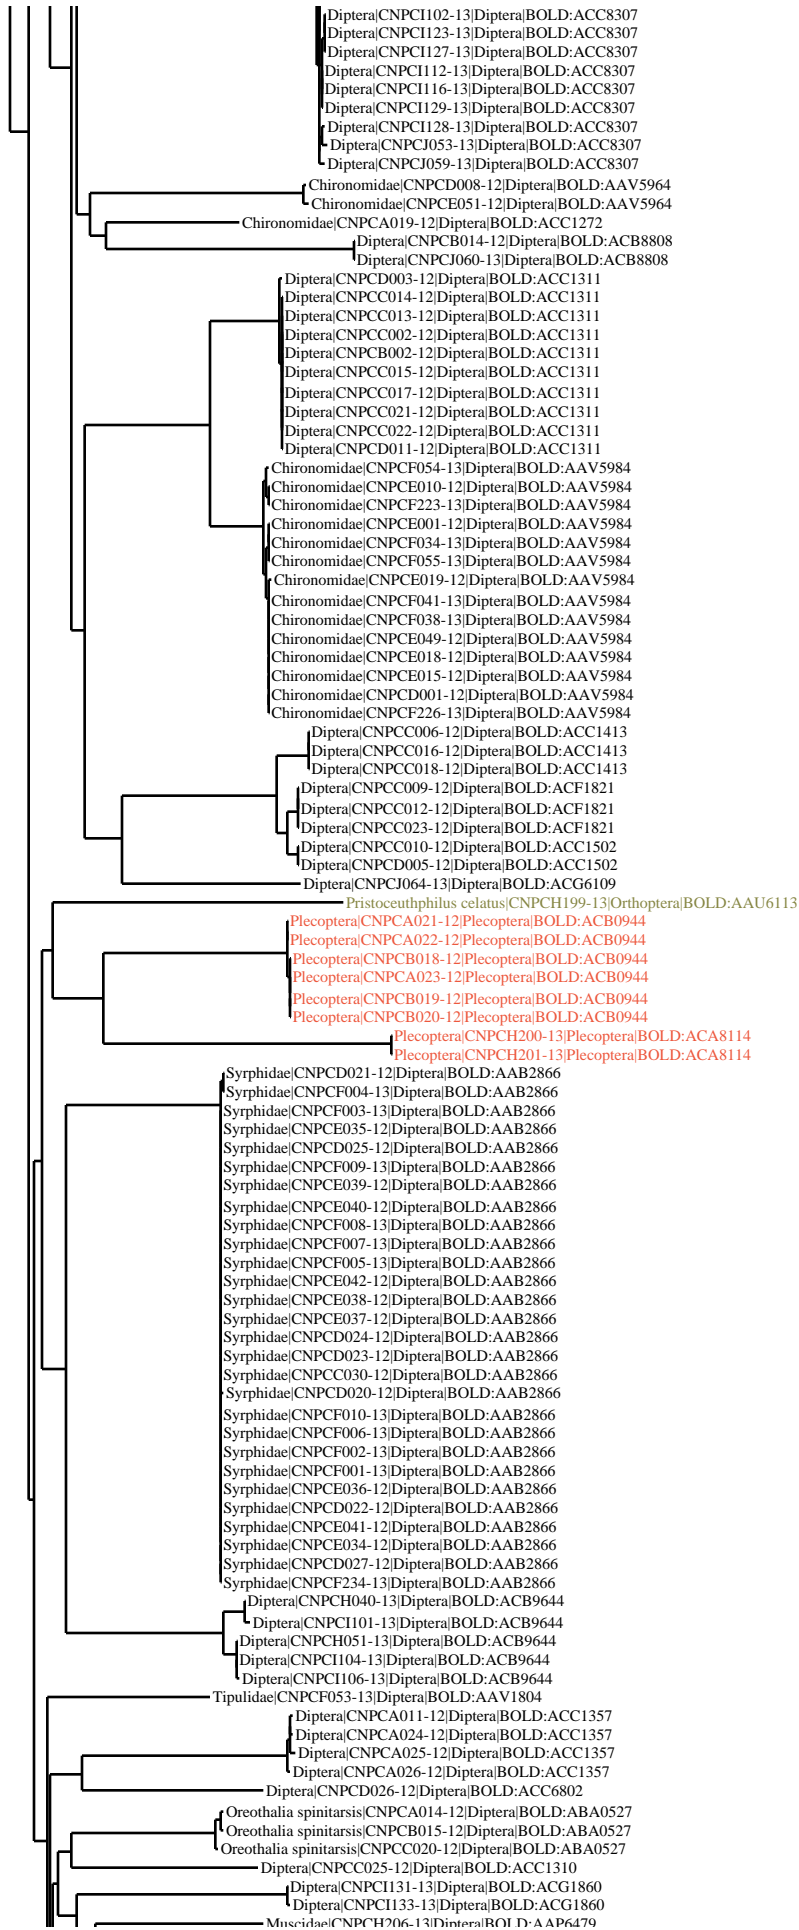 Diptera|CNPCI102-13|Diptera|BOLD:ACC8307
Diptera|CNPCI123-13|Diptera|BOLD:ACC8307
Diptera|CNPCI127-13|Diptera|BOLD:ACC8307
Diptera|CNPCI112-13|Diptera|BOLD:ACC8307
Diptera|CNPCI116-13|Diptera|BOLD:ACC8307
Diptera|CNPCI129-13|Diptera|BOLD:ACC8307
Diptera|CNPCI128-13|Diptera|BOLD:ACC8307
Diptera|CNPCJ053-13|Diptera|BOLD:ACC8307
Diptera|CNPCJ059-13|Diptera|BOLD:ACC8307
Chironomidae|CNPCD008-12|Diptera|BOLD:AAV5964
Chironomidae|CNPCE051-12|Diptera|BOLD:AAV5964
Chironomidae|CNPCA019-12|Diptera|BOLD:ACC1272
Diptera|CNPCB014-12|Diptera|BOLD:ACB8808
Diptera|CNPCJ060-13|Diptera|BOLD:ACB8808
Diptera|CNPCD003-12|Diptera|BOLD:ACC1311
Diptera|CNPCC014-12|Diptera|BOLD:ACC1311
Diptera|CNPCC013-12|Diptera|BOLD:ACC1311
Diptera|CNPCC002-12|Diptera|BOLD:ACC1311
Diptera|CNPCB002-12|Diptera|BOLD:ACC1311
Diptera|CNPCC015-12|Diptera|BOLD:ACC1311
Diptera|CNPCC017-12|Diptera|BOLD:ACC1311
Diptera|CNPCC021-12|Diptera|BOLD:ACC1311
Diptera|CNPCC022-12|Diptera|BOLD:ACC1311
Diptera|CNPCD011-12|Diptera|BOLD:ACC1311
Chironomidae|CNPCF054-13|Diptera|BOLD:AAV5984
Chironomidae|CNPCE010-12|Diptera|BOLD:AAV5984
Chironomidae|CNPCF223-13|Diptera|BOLD:AAV5984
Chironomidae|CNPCE001-12|Diptera|BOLD:AAV5984
Chironomidae|CNPCF034-13|Diptera|BOLD:AAV5984
Chironomidae|CNPCF055-13|Diptera|BOLD:AAV5984
Chironomidae|CNPCE019-12|Diptera|BOLD:AAV5984
Chironomidae|CNPCF041-13|Diptera|BOLD:AAV5984
Chironomidae|CNPCF038-13|Diptera|BOLD:AAV5984
Chironomidae|CNPCE049-12|Diptera|BOLD:AAV5984
Chironomidae|CNPCE018-12|Diptera|BOLD:AAV5984
Chironomidae|CNPCE015-12|Diptera|BOLD:AAV5984
Chironomidae|CNPCD001-12|Diptera|BOLD:AAV5984
Chironomidae|CNPCF226-13|Diptera|BOLD:AAV5984
Diptera|CNPCC006-12|Diptera|BOLD:ACC1413
Diptera|CNPCC016-12|Diptera|BOLD:ACC1413
Diptera|CNPCC018-12|Diptera|BOLD:ACC1413
Diptera|CNPCC009-12|Diptera|BOLD:ACF1821
Diptera|CNPCC012-12|Diptera|BOLD:ACF1821
Diptera|CNPCC023-12|Diptera|BOLD:ACF1821
Diptera|CNPCC010-12|Diptera|BOLD:ACC1502
Diptera|CNPCD005-12|Diptera|BOLD:ACC1502
Diptera|CNPCJ064-13|Diptera|BOLD:ACG6109
Pristoceuthphilus celatus|CNPCH199-13|Orthoptera|BOLD:AAU6113
Plecoptera|CNPCA021-12|Plecoptera|BOLD:ACB0944
Plecoptera|CNPCA022-12|Plecoptera|BOLD:ACB0944
Plecoptera|CNPCB018-12|Plecoptera|BOLD:ACB0944
Plecoptera|CNPCA023-12|Plecoptera|BOLD:ACB0944
Plecoptera|CNPCB019-12|Plecoptera|BOLD:ACB0944
Plecoptera|CNPCB020-12|Plecoptera|BOLD:ACB0944
Plecoptera|CNPCH200-13|Plecoptera|BOLD:ACA8114
Plecoptera|CNPCH201-13|Plecoptera|BOLD:ACA8114
Syrphidae|CNPCD021-12|Diptera|BOLD:AAB2866
Syrphidae|CNPCF004-13|Diptera|BOLD:AAB2866
Syrphidae|CNPCF003-13|Diptera|BOLD:AAB2866
Syrphidae|CNPCE035-12|Diptera|BOLD:AAB2866
Syrphidae|CNPCD025-12|Diptera|BOLD:AAB2866
Syrphidae|CNPCF009-13|Diptera|BOLD:AAB2866
Syrphidae|CNPCE039-12|Diptera|BOLD:AAB2866
Syrphidae|CNPCE040-12|Diptera|BOLD:AAB2866
Syrphidae|CNPCF008-13|Diptera|BOLD:AAB2866
Syrphidae|CNPCF007-13|Diptera|BOLD:AAB2866
Syrphidae|CNPCF005-13|Diptera|BOLD:AAB2866
Syrphidae|CNPCE042-12|Diptera|BOLD:AAB2866
Syrphidae|CNPCE038-12|Diptera|BOLD:AAB2866
Syrphidae|CNPCE037-12|Diptera|BOLD:AAB2866
Syrphidae|CNPCD024-12|Diptera|BOLD:AAB2866
Syrphidae|CNPCD023-12|Diptera|BOLD:AAB2866
Syrphidae|CNPCC030-12|Diptera|BOLD:AAB2866
Syrphidae|CNPCD020-12|Diptera|BOLD:AAB2866
Syrphidae|CNPCF010-13|Diptera|BOLD:AAB2866
Syrphidae|CNPCF006-13|Diptera|BOLD:AAB2866
Syrphidae|CNPCF002-13|Diptera|BOLD:AAB2866
Syrphidae|CNPCF001-13|Diptera|BOLD:AAB2866
Syrphidae|CNPCE036-12|Diptera|BOLD:AAB2866
Syrphidae|CNPCD022-12|Diptera|BOLD:AAB2866
Syrphidae|CNPCE041-12|Diptera|BOLD:AAB2866
Syrphidae|CNPCE034-12|Diptera|BOLD:AAB2866
Syrphidae|CNPCD027-12|Diptera|BOLD:AAB2866
Syrphidae|CNPCF234-13|Diptera|BOLD:AAB2866
Diptera|CNPCH040-13|Diptera|BOLD:ACB9644
Diptera|CNPCI101-13|Diptera|BOLD:ACB9644
Diptera|CNPCH051-13|Diptera|BOLD:ACB9644
Diptera|CNPCI104-13|Diptera|BOLD:ACB9644
Diptera|CNPCI106-13|Diptera|BOLD:ACB9644
Tipulidae|CNPCF053-13|Diptera|BOLD:AAV1804
Diptera|CNPCA011-12|Diptera|BOLD:ACC1357
Diptera|CNPCA024-12|Diptera|BOLD:ACC1357
Diptera|CNPCA025-12|Diptera|BOLD:ACC1357
Diptera|CNPCA026-12|Diptera|BOLD:ACC1357
Diptera|CNPCD026-12|Diptera|BOLD:ACC6802
Oreothalia spinitarsis|CNPCA014-12|Diptera|BOLD:ABA0527
Oreothalia spinitarsis|CNPCB015-12|Diptera|BOLD:ABA0527
Oreothalia spinitarsis|CNPCC020-12|Diptera|BOLD:ABA0527
Diptera|CNPCC025-12|Diptera|BOLD:ACC1310
Diptera|CNPCI131-13|Diptera|BOLD:ACG1860
Diptera|CNPCI133-13|Diptera|BOLD:ACG1860
Muscidae|CNPCH206-13|Diptera|BOLD:AAP6479